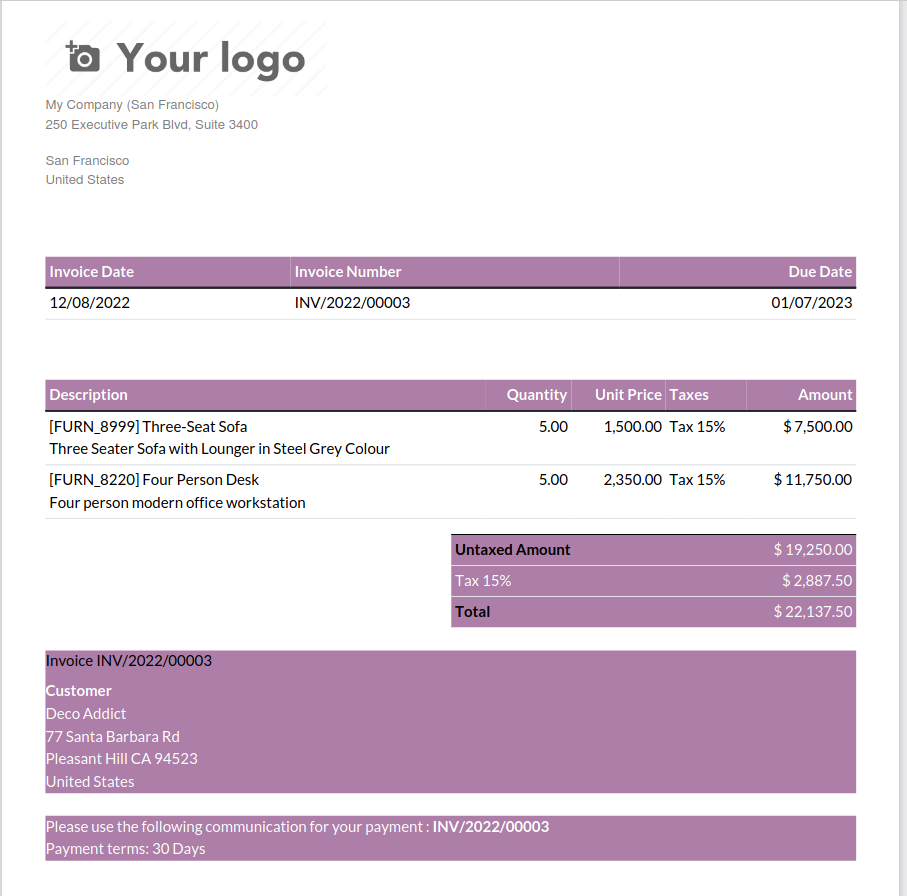 Your logo
My Company (San Francisco)
250 Executive Park Blvd, Suite 3400
San Francisco
United States
Invoice Date Invoice Number Due Date
12/08/2022 INV/2022/00003 01/07/2023
Description Quantity Unit Price Taxes Amount
[FURN_8999] Three-Seat Sofa 5.00 1,500.00 Tax 15% $ 7,500.00
Three Seater Sofa with Lounger in Steel Grey Colour
[FURN_8220] Four Person Desk 5.00 2,350.00 Tax 15% $ 11,750.00
Four person modern office workstation
Untaxed Amount $ 19,250.00
Tax 15% $ 2,887.50
Total $ 22,137.50
Invoice INV/2022/00003
Customer
Deco Addict
77 Santa Barbara Rd
Pleasant Hill CA 94523
United States
Please use the following communication for your payment : INV/2022/00003
Payment terms: 30 Days